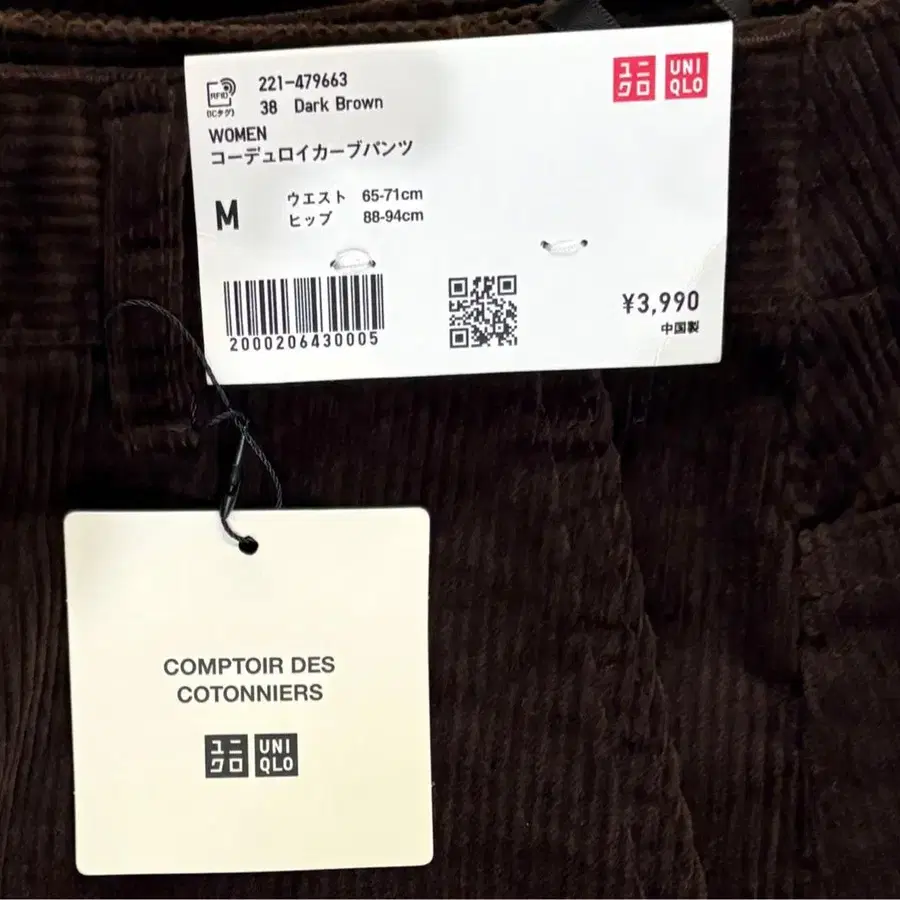 221-479663
RFID
(ICタグ)
38 Dark Brown
WOMEN
コーデュロイカーブパンツ
M
ウエスト 65-71cm
ヒップ 88-94cm
2000206430005
ユニ
クロ
UNI
QLO
¥3,990
中国製
COMPTOIR DES
COTONNIERS
ユニ
クロ
UNI
QLO